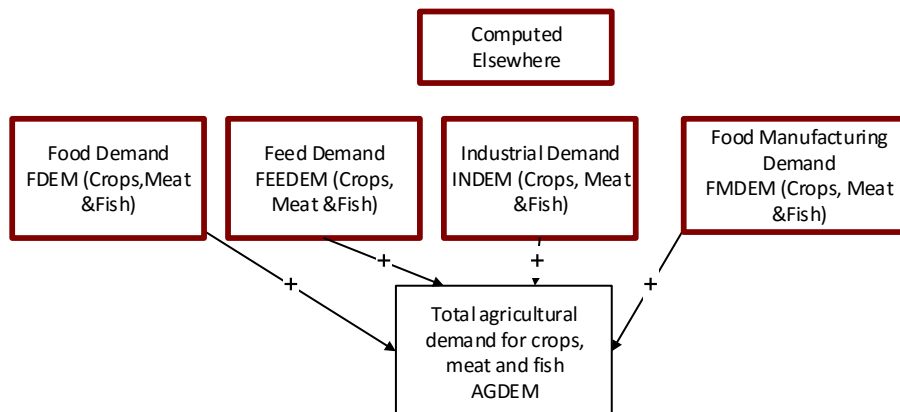 Computed
Elsewhere
Food Demand
FDEM (Crops,Meat
&Fish)
Feed Demand
FEEDEM (Crops,
Meat &Fish)
Industrial Demand
INDEM (Crops, Meat
&Fish)
Food Manufacturing
Demand
FMDEM (Crops, Meat
&Fish)
+
+
+
+
Total agricultural
demand for crops,
meat and fish
AGDEM